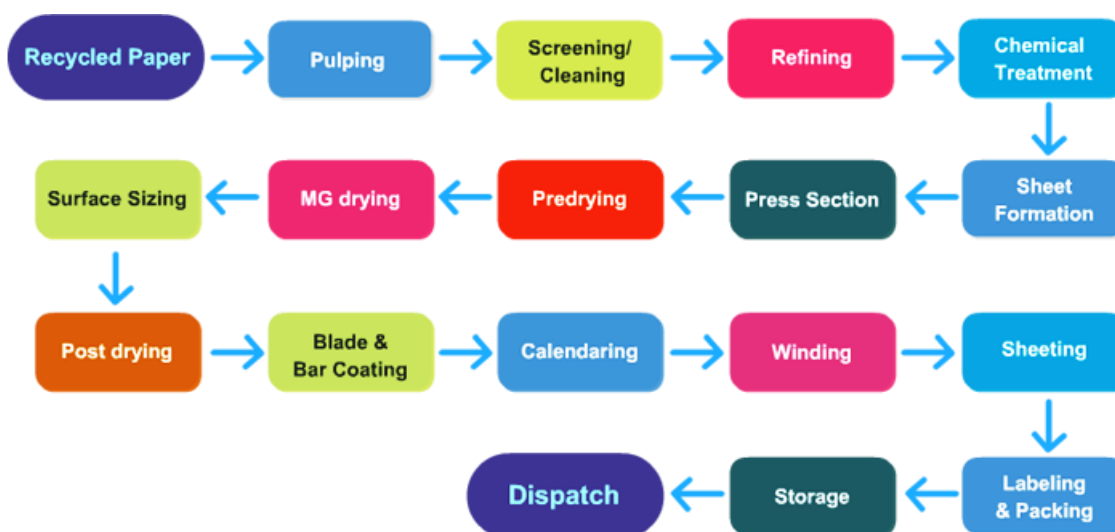 Recycled Paper
Pulping
Screening/
Cleaning
Refining
Chemical
Treatment
Sheet
Formation
Press Section
Predrying
MG drying
Surface Sizing
Post drying
Blade &
Bar Coating
Calendaring
Winding
Sheeting
Labeling
& Packing
Storage
Dispatch